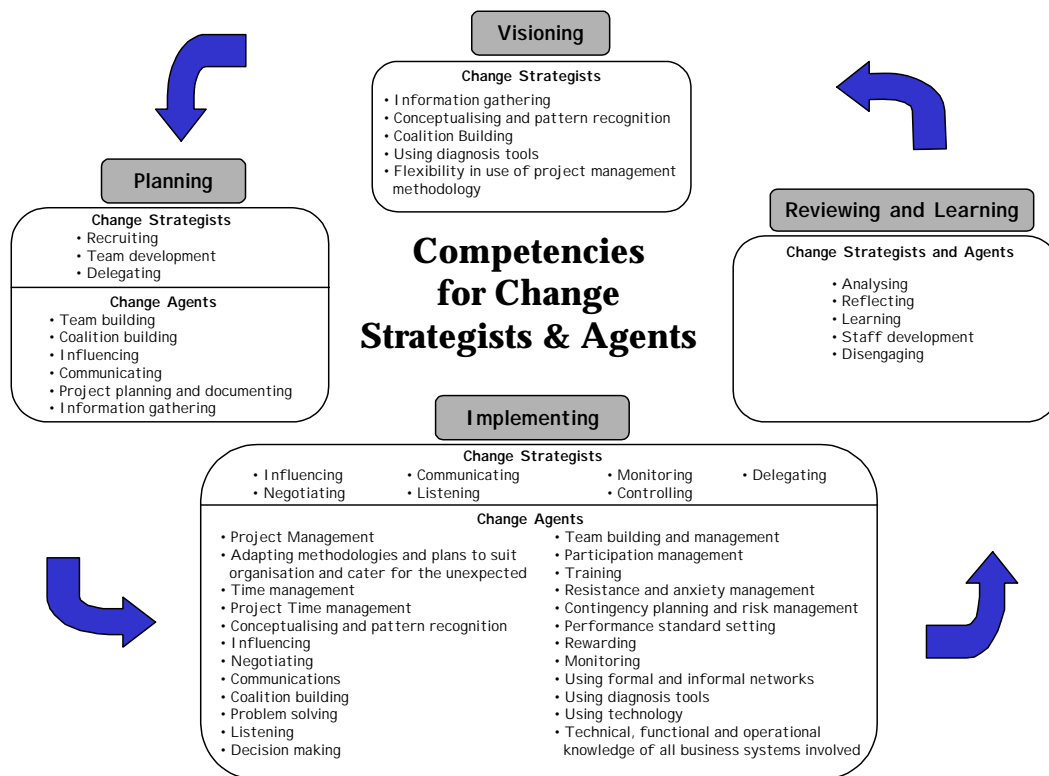 Visioning
Change Strategists
• Information gathering
• Conceptualising and pattern recognition
• Coalition Building
• Using diagnosis tools
• Flexibility in use of project management
methodology
Planning
Change Strategists
• Recruiting
• Team development
• Delegating
Change Agents
• Team building
• Coalition building
• Influencing
• Communicating
• Project planning and documenting
• Information gathering
Competencies
for Change
Strategists & Agents
Reviewing and Learning
Change Strategists and Agents
• Analysing
• Reflecting
• Learning
• Staff development
• Disengaging
Implementing
Change Strategists
• Influencing
• Negotiating
• Communicating
• Listening
• Monitoring
• Controlling
• Delegating
Change Agents
• Project Management
• Adapting methodologies and plans to suit
organisation and cater for the unexpected
• Time management
• Project Time management
• Conceptualising and pattern recognition
• Influencing
• Negotiating
• Communications
• Coalition building
• Problem solving
• Listening
• Decision making
• Team building and management
• Participation management
• Training
• Resistance and anxiety management
• Contingency planning and risk management
• Performance standard setting
• Rewarding
• Monitoring
• Using formal and informal networks
• Using diagnosis tools
• Using technology
• Technical, functional and operational
knowledge of all business systems involved